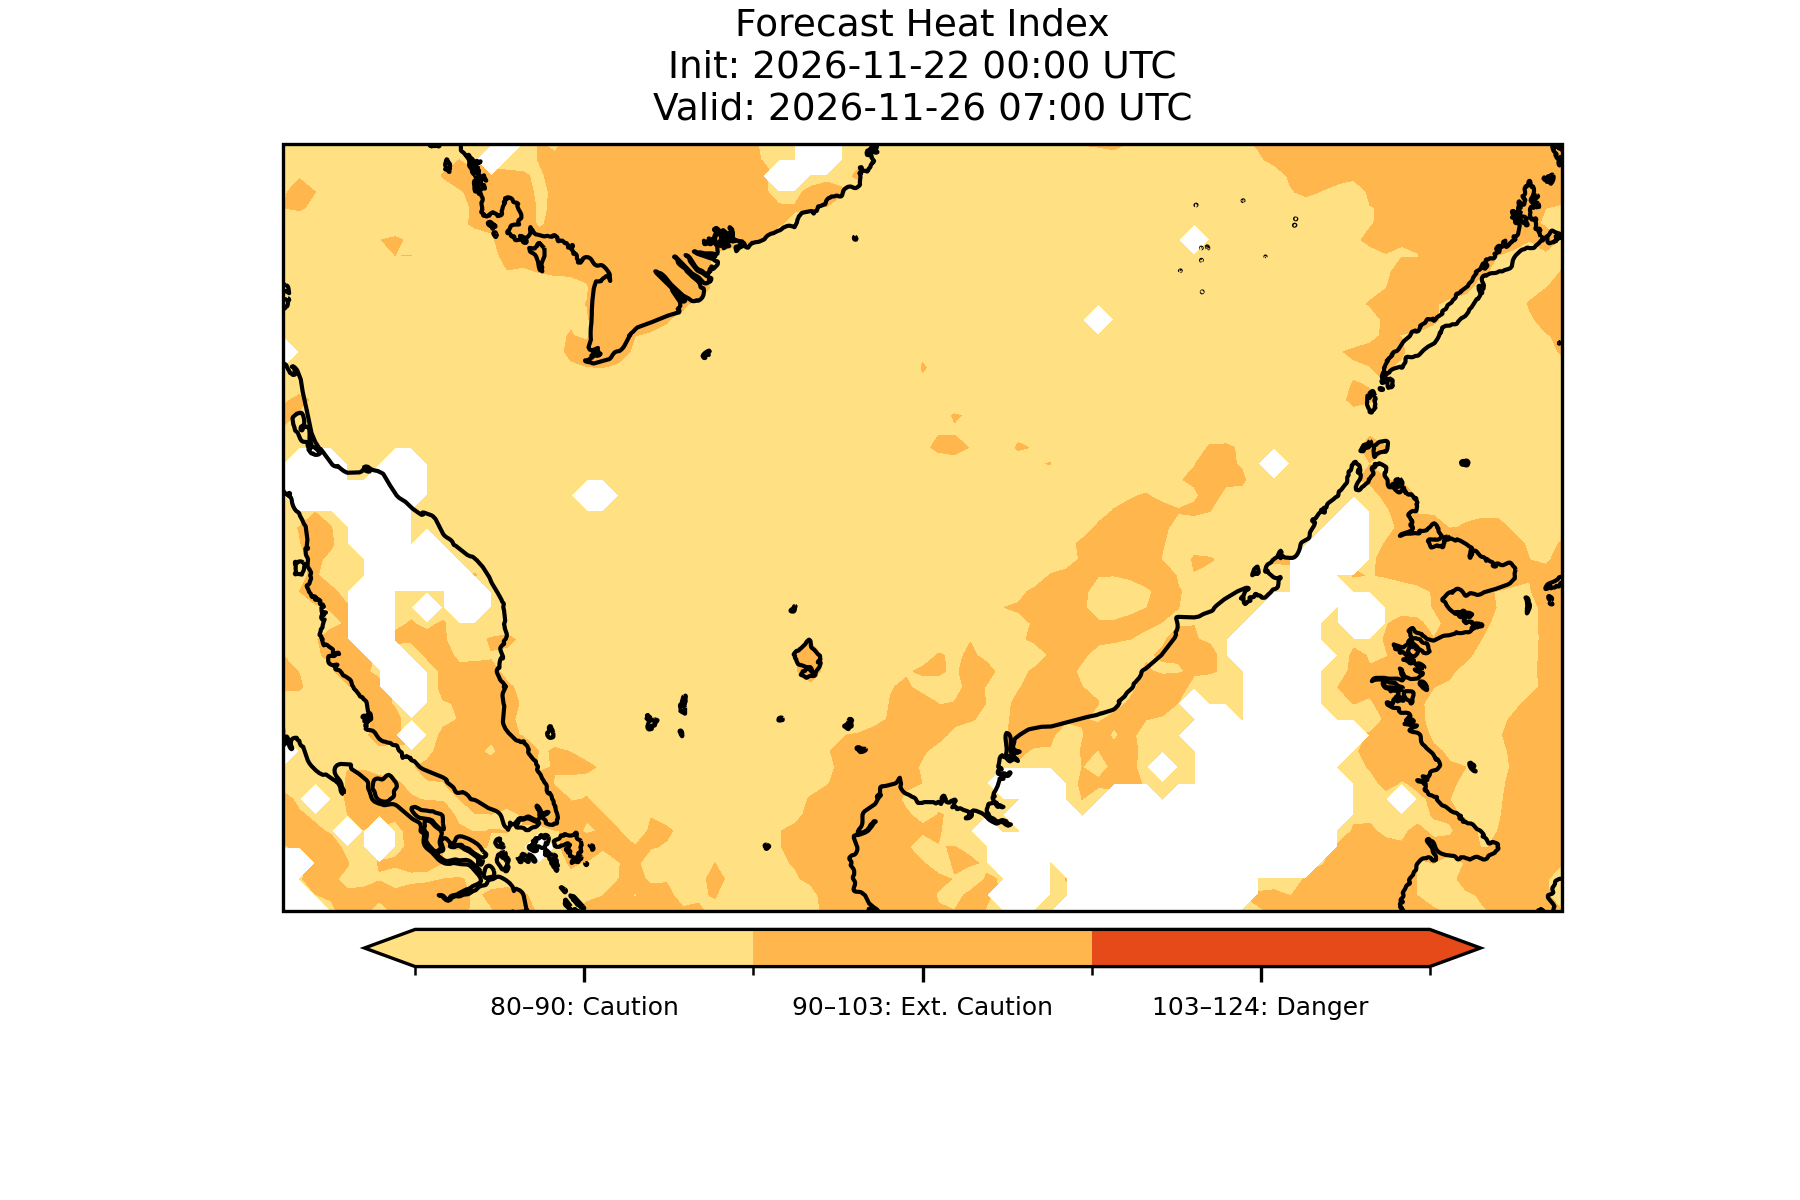 Forecast Heat Index
Init: 2026-11-22 00:00 UTC
Valid: 2026-11-26 07:00 UTC
80–90: Caution
90–103: Ext. Caution
103–124: Danger